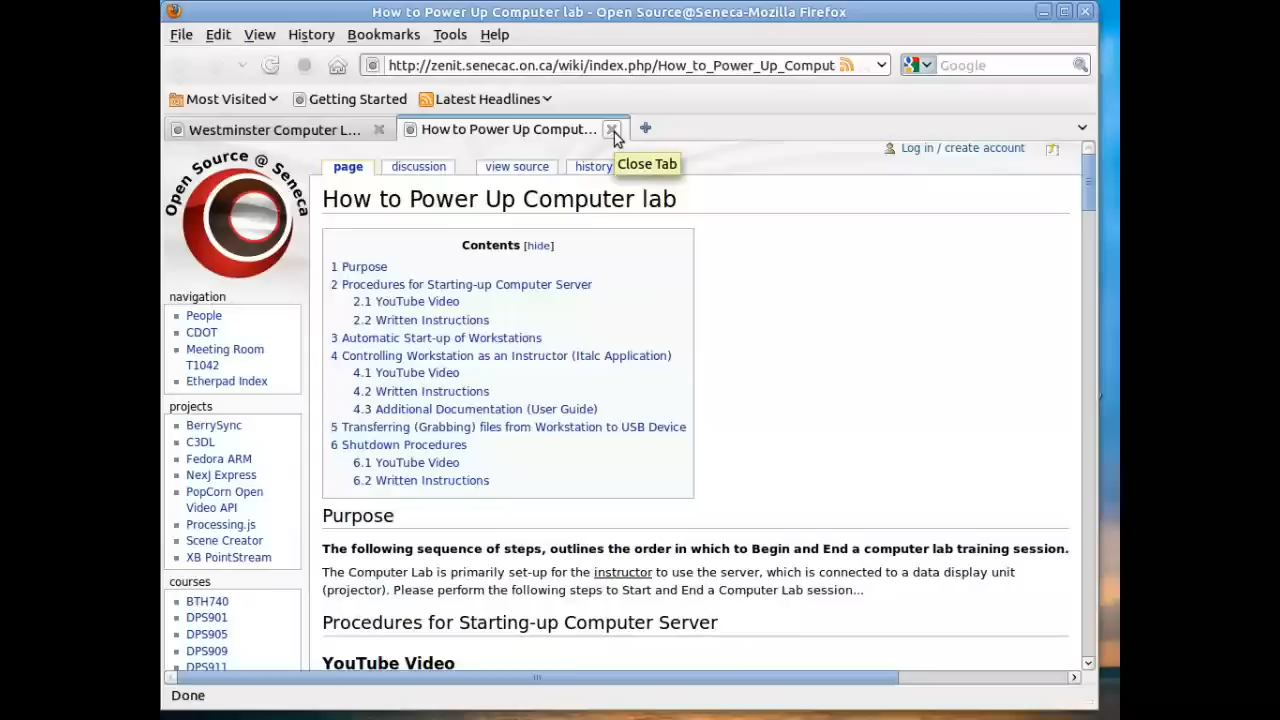 How to Power Up Computer lab - Open Source@Seneca-Mozilla Firefox
File Edit View History Bookmarks Tools Help
http://zenit.senecac.on.ca/wiki/index.php/How_to_Power_Up_Comput
Google
Most Visited Getting Started Latest Headlines
Westminster Computer L...
How to Power Up Comput...
Close Tab
Log in / create account
Open Source @ Seneca
page discussion view source history
How to Power Up Computer lab
Contents [hide]
1 Purpose
2 Procedures for Starting-up Computer Server
2.1 YouTube Video
2.2 Written Instructions
3 Automatic Start-up of Workstations
4 Controlling Workstation as an Instructor (Italc Application)
4.1 YouTube Video
4.2 Written Instructions
4.3 Additional Documentation (User Guide)
5 Transferring (Grabbing) files from Workstation to USB Device
6 Shutdown Procedures
6.1 YouTube Video
6.2 Written Instructions
Purpose
The following sequence of steps, outlines the order in which to Begin and End a computer lab training session.
The Computer Lab is primarily set-up for the instructor to use the server, which is connected to a data display unit
(projector). Please perform the following steps to Start and End a Computer Lab session...
Procedures for Starting-up Computer Server
YouTube Video
navigation
People
CDOT
Meeting Room
T1042
Etherpad Index
projects
BerrySync
C3DL
Fedora ARM
NexJ Express
PopCorn Open
Video API
Processing.js
Scene Creator
XB PointStream
courses
BTH740
DPS901
DPS905
DPS909
DPS911
Done